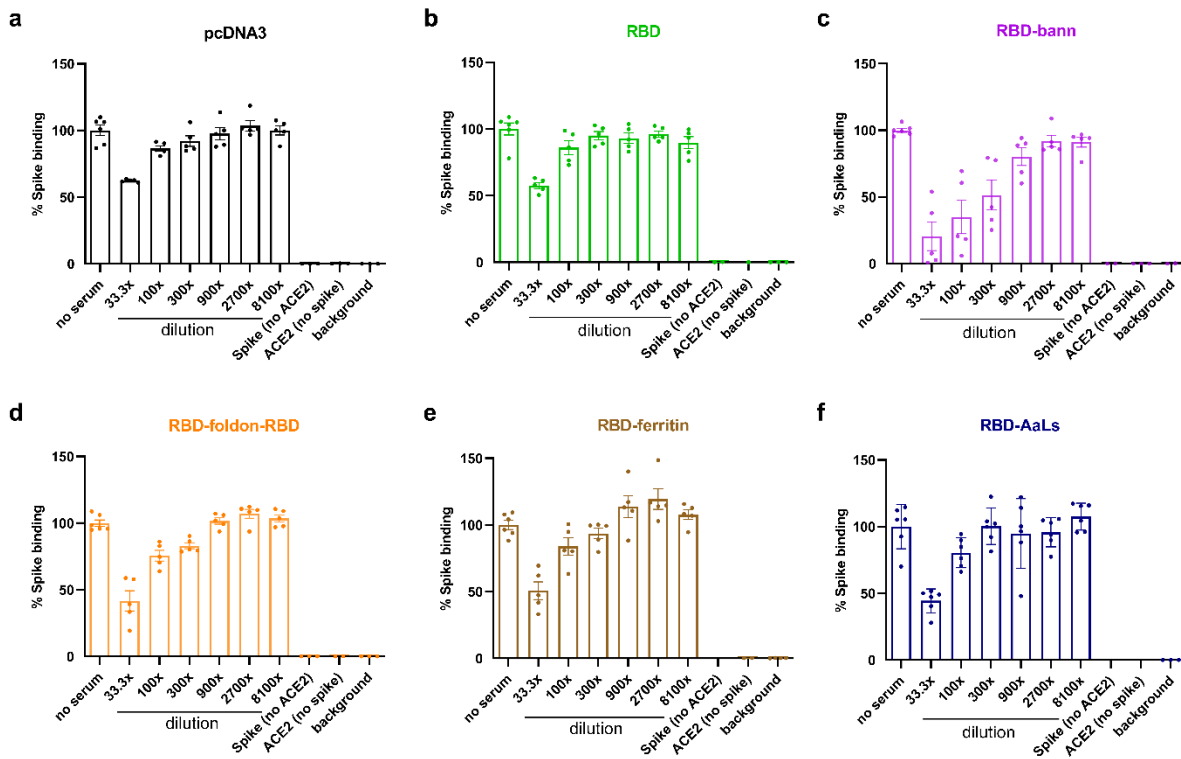 a
pcDNA3
% Spike binding
150
100
50
0
no serum
33.3x
100x
300x
900x
2700x
8100x
Spike (no ACE2)
ACE2 (no spike)
background
dilution
b
RBD
% Spike binding
150
100
50
0
no serum
33.3x
100x
300x
900x
2700x
8100x
Spike (no ACE2)
ACE2 (no spike)
background
dilution
c
RBD-bann
% Spike binding
150
100
50
0
no serum
33.3x
100x
300x
900x
2700x
8100x
Spike (no ACE2)
ACE2 (no spike)
background
dilution
d
RBD-foldon-RBD
% Spike binding
150
100
50
0
no serum
33.3x
100x
300x
900x
2700x
8100x
Spike (no ACE2)
ACE2 (no spike)
background
dilution
e
RBD-ferritin
% Spike binding
150
100
50
0
no serum
33.3x
100x
300x
900x
2700x
8100x
Spike (no ACE2)
ACE2 (no spike)
background
dilution
f
RBD-AaLs
% Spike binding
150
100
50
0
no serum
33.3x
100x
300x
900x
2700x
8100x
Spike (no ACE2)
ACE2 (no spike)
background
dilution